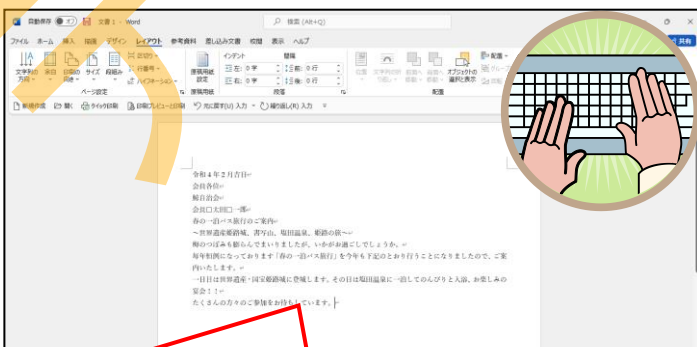 自動保存 オフ 文書 1 - Word 検索 (Alt+Q)
ファイル ホーム 挿入 描画 デザイン レイアウト 参考資料 差し込み文書 校閲 表示 ヘルプ 共有
文字列の方向 余白 印刷の向き サイズ 段組み 区切り 行番号 ハイフネーション
原稿用紙設定
インデント 間隔
左: 0 字 前: 0 行
右: 0 字 後: 0 行
位置 オブジェクトの選択と表示 配置
ページ設定 原稿用紙 段落 配置
新規作成 開く クイック印刷 印刷プレビューと印刷 元に戻す(U) 入力 繰り返し(R) 入力
令和 4 年 2 月吉日
会員各位
会員口太田口一郎
春の一泊バス旅行のご案内
～世界遺産姫路城、書写山、塩田温泉、姫路の旅～
梅のつぼみも膨らんでまいりましたが、いかがお過ごしでしょうか。
毎年恒例になっております「春の一泊バス旅行」を今年も下記のとおり行うことになりましたので、ご案
内いたします。
一日目は世界遺産・国宝姫路城に登城します。その日は塩田温泉に一泊してのんびりと入浴、お楽しみの
宴会！！
たくさんの方々のご参加をお待ちしています。